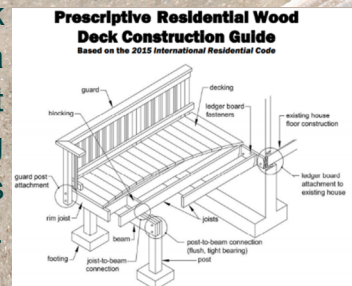 Prescriptive Residential Wood
Deck Construction Guide
Based on the 2015 International Residential Code
guard
decking
ledger board
fasteners
blocking
existing house
floor construction
guard post
attachment
ledger board
attachment to
existing house
rim joist
joists
beam
post-to-beam connection
(flush, tight bearing)
footing
joist-to-beam
connection
post